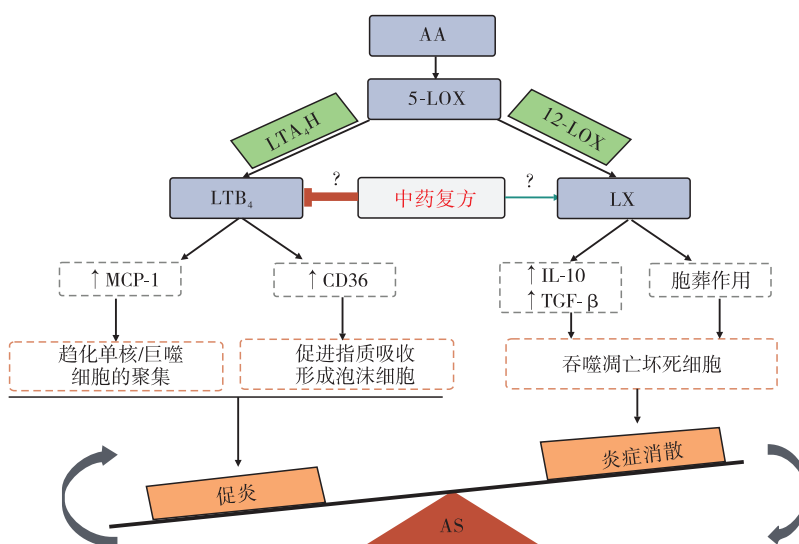 AA
5-LOX
LTA₄H
12-LOX
?
?
LTB₄
中药复方
LX
↑ MCP-1
↑ CD36
↑ IL-10
↑ TGF-β
胞葬作用
趋化单核/巨噬
细胞的聚集
促进指质吸收
形成泡沫细胞
吞噬凋亡坏死细胞
促炎
炎症消散
AS